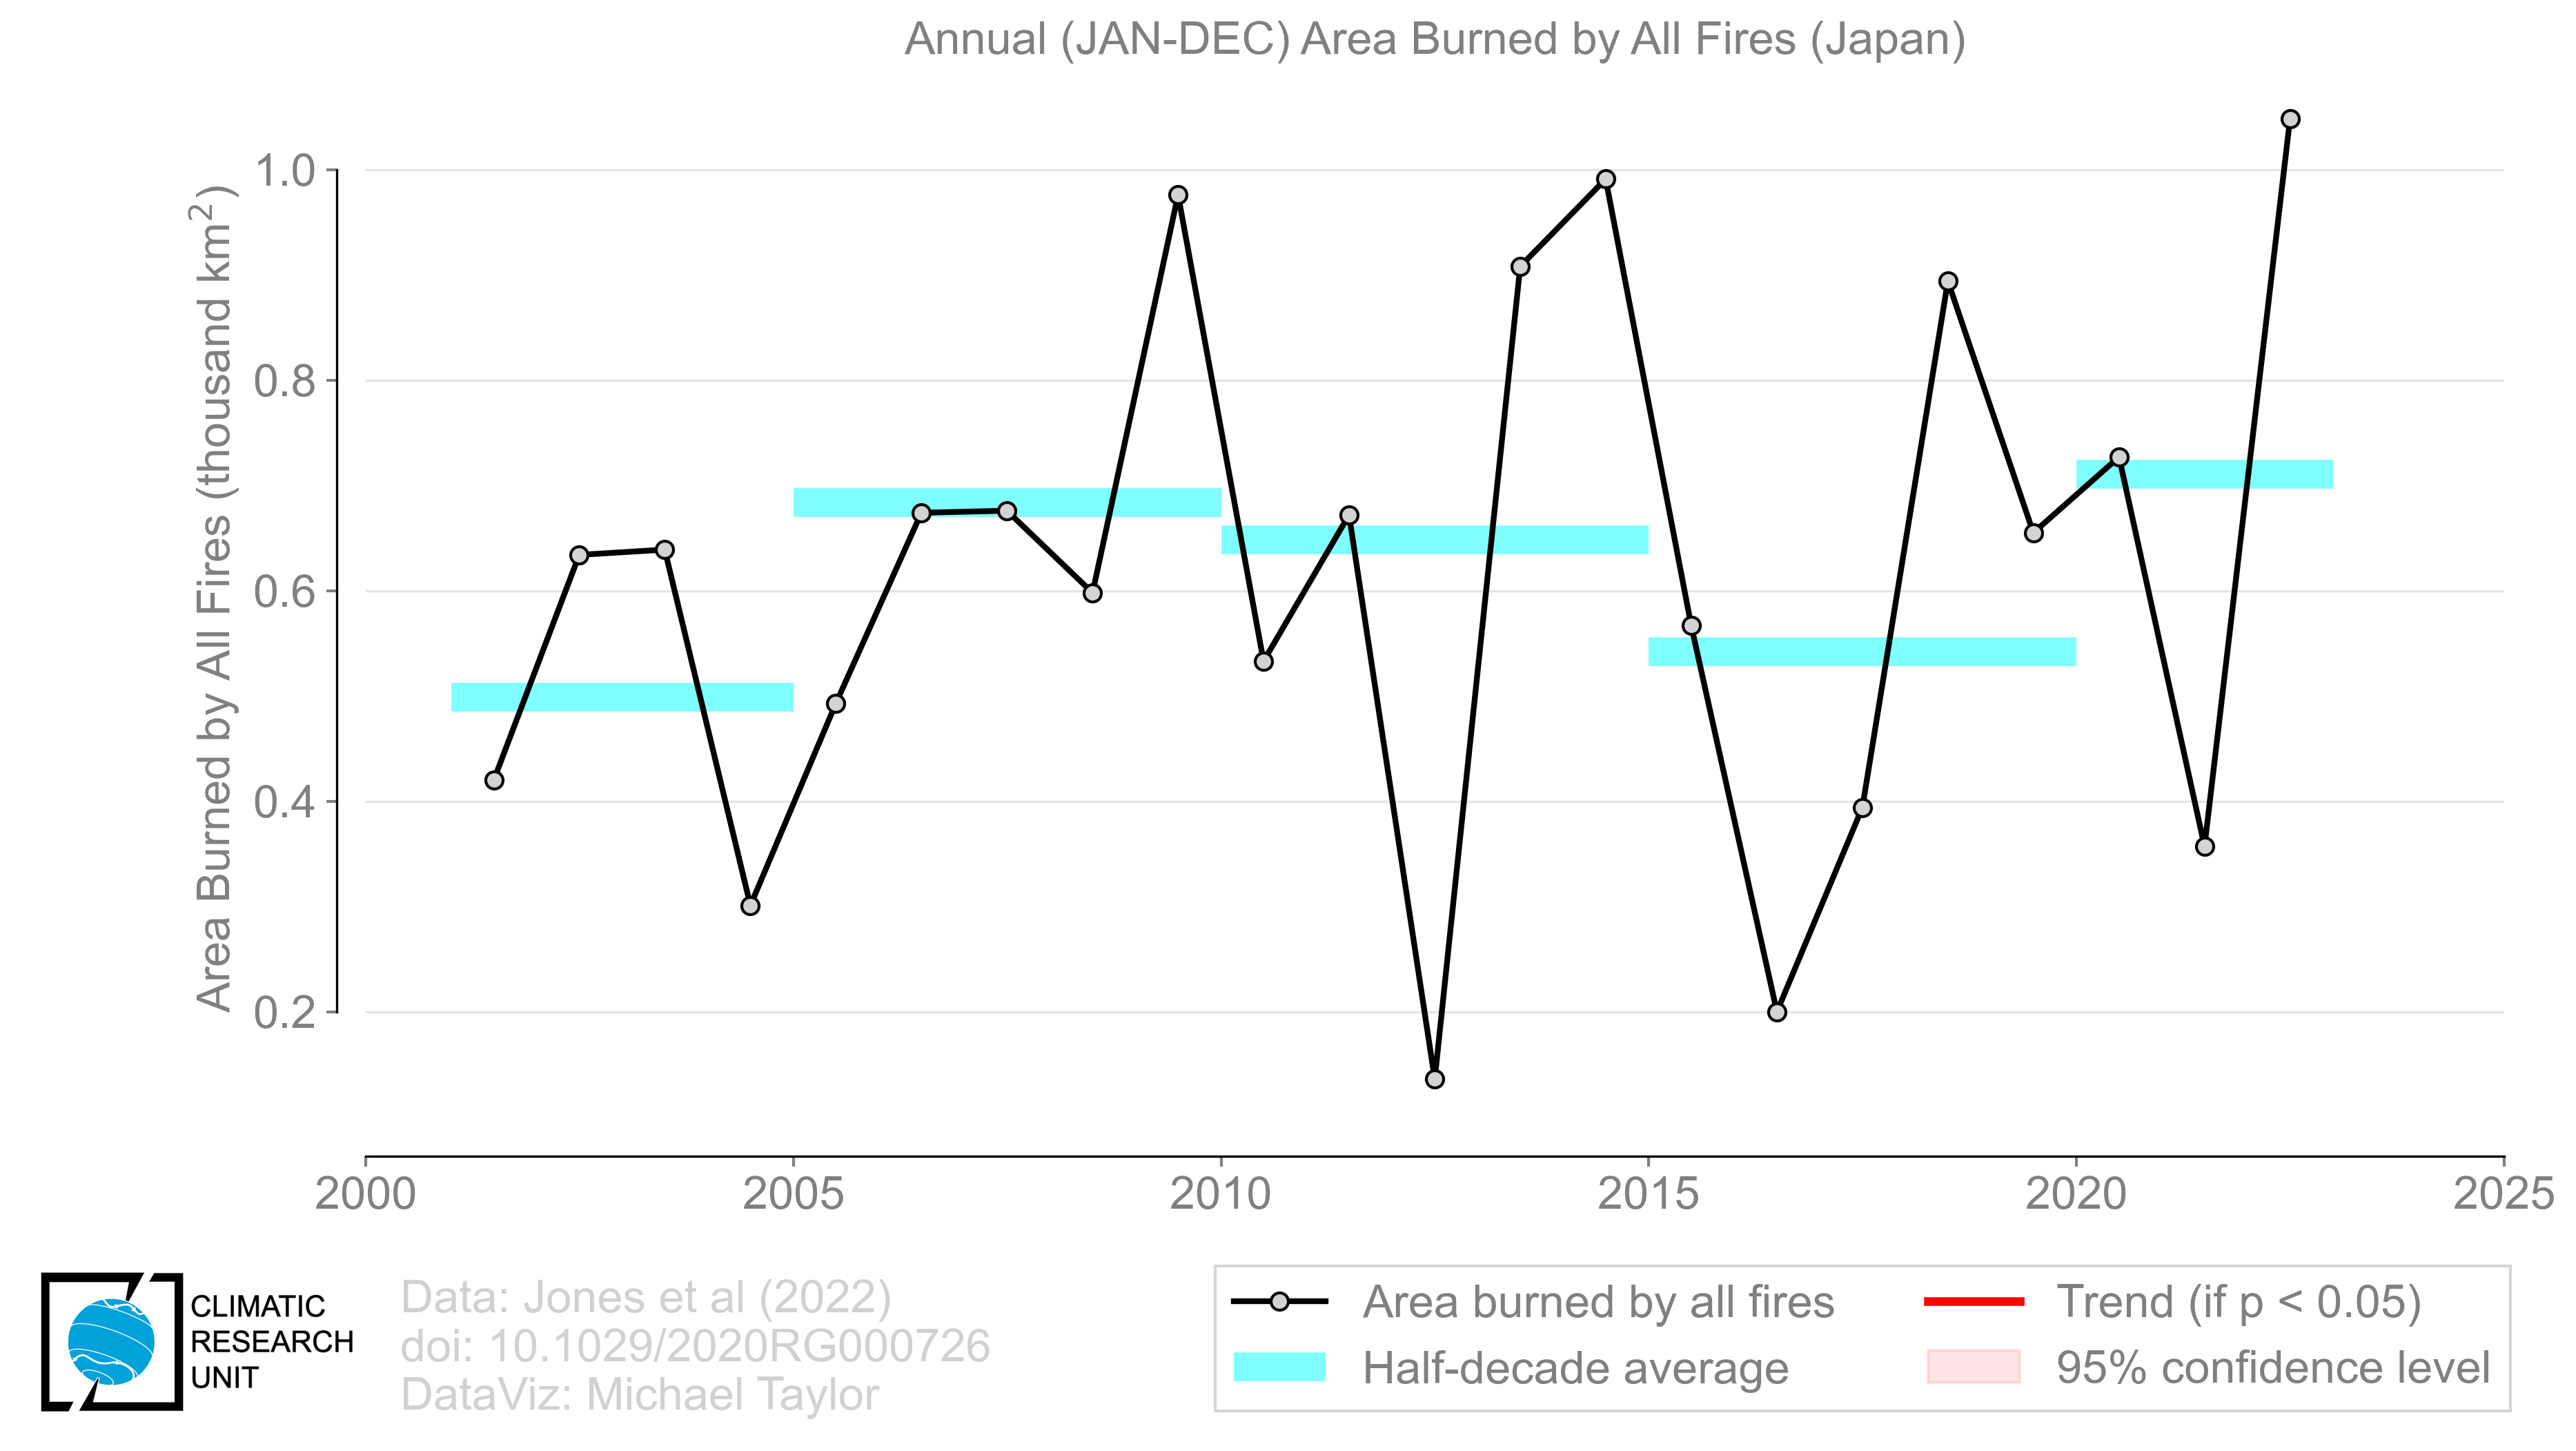 Annual (JAN-DEC) Area Burned by All Fires (Japan)
Area Burned by All Fires (thousand km²)
1.0
0.8
0.6
0.4
0.2
2000 2005 2010 2015 2020 2025
CLIMATIC
RESEARCH
UNIT
Data: Jones et al (2022)
doi: 10.1029/2020RG000726
DataViz: Michael Taylor
Area burned by all fires
Half-decade average
Trend (if p < 0.05)
95% confidence level